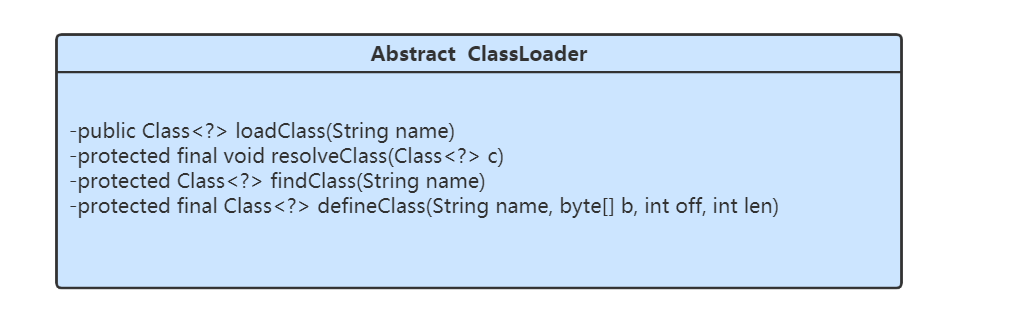 Abstract  ClassLoader
-public Class<?> loadClass(String name)
-protected final void resolveClass(Class<?> c)
-protected Class<?> findClass(String name)
-protected final Class<?> defineClass(String name, byte[] b, int off, int len)